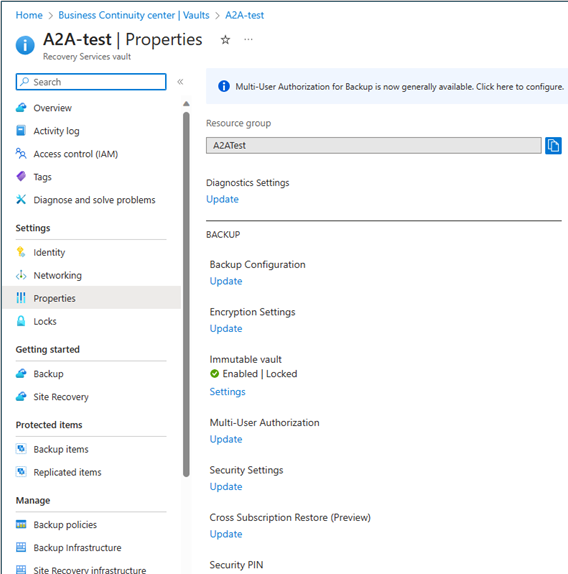 Home > Business Continuity center | Vaults > A2A-test
A2A-test | Properties
Recovery Services vault
Search
Overview
Activity log
Access control (IAM)
Tags
Diagnose and solve problems
Settings
Identity
Networking
Properties
Locks
Getting started
Backup
Site Recovery
Protected items
Backup items
Replicated items
Manage
Backup policies
Backup Infrastructure
Site Recovery infrastructure
Multi-User Authorization for Backup is now generally available. Click here to configure.
Resource group
A2ATest
Diagnostics Settings
Update
BACKUP
Backup Configuration
Update
Encryption Settings
Update
Immutable vault
Enabled | Locked
Settings
Multi-User Authorization
Update
Security Settings
Update
Cross Subscription Restore (Preview)
Update
Security PIN